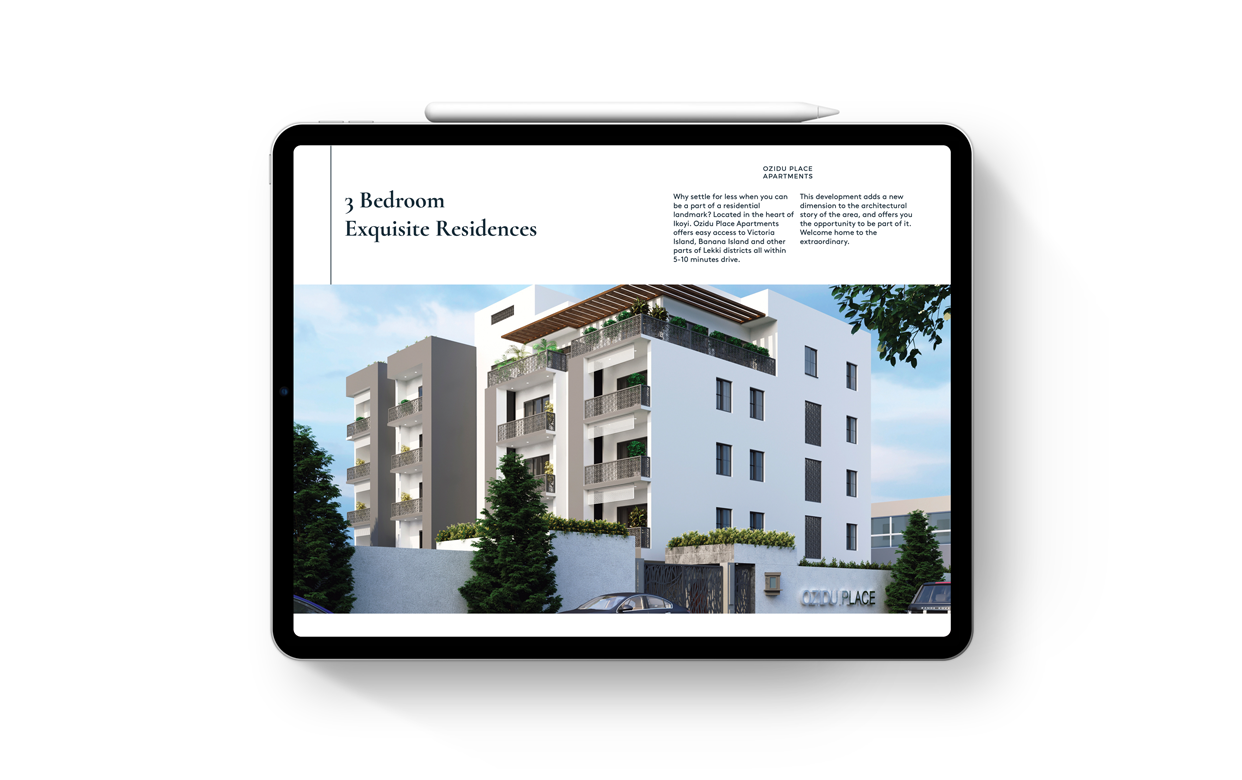 OZIDU PLACE
APARTMENTS
3 Bedroom
Exquisite Residences
Why settle for less when you can
be a part of a residential
landmark? Located in the heart of
Ikoyi. Ozidu Place Apartments
offers easy access to Victoria
Island, Banana Island and other
parts of Lekki districts all within
5-10 minutes drive.
This development adds a new
dimension to the architectural
story of the area, and offers you
the opportunity to be part of it.
Welcome home to the
extraordinary.
OZIDU PLACE